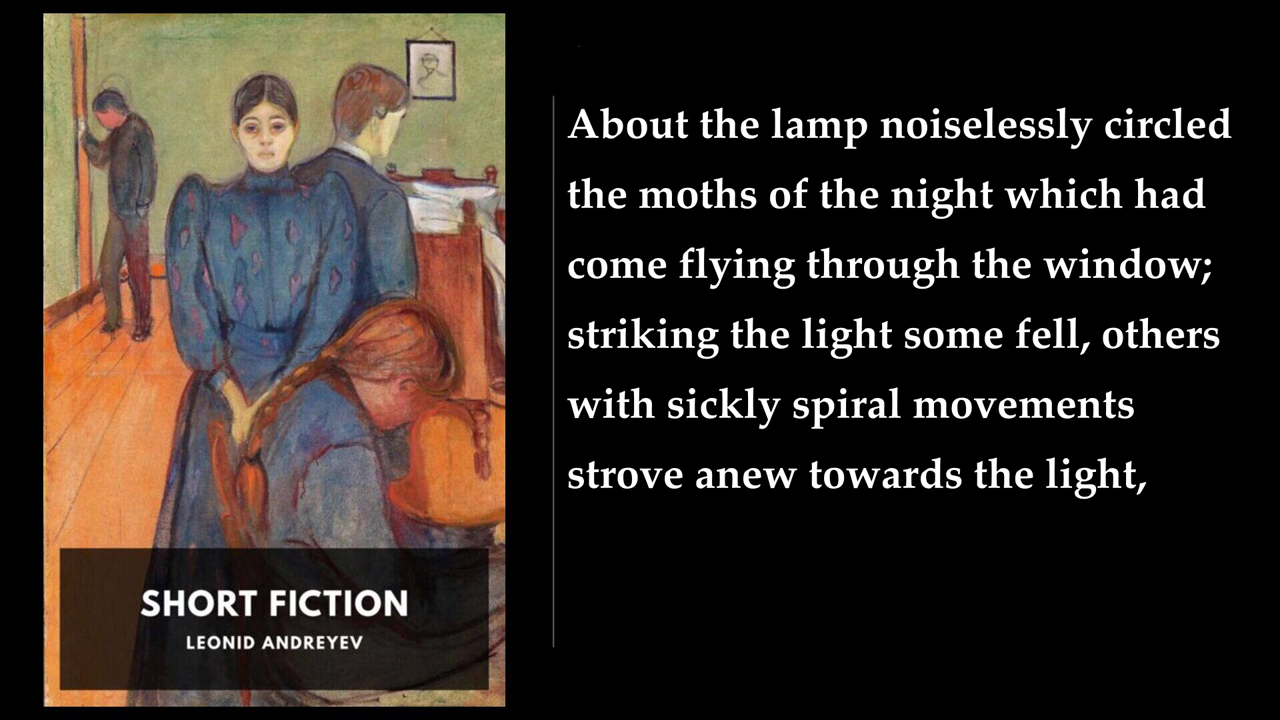 SHORT FICTION
LEONID ANDREYEV
About the lamp noiselessly circled
the moths of the night which had
come flying through the window;
striking the light some fell, others
with sickly spiral movements
strove anew towards the light,